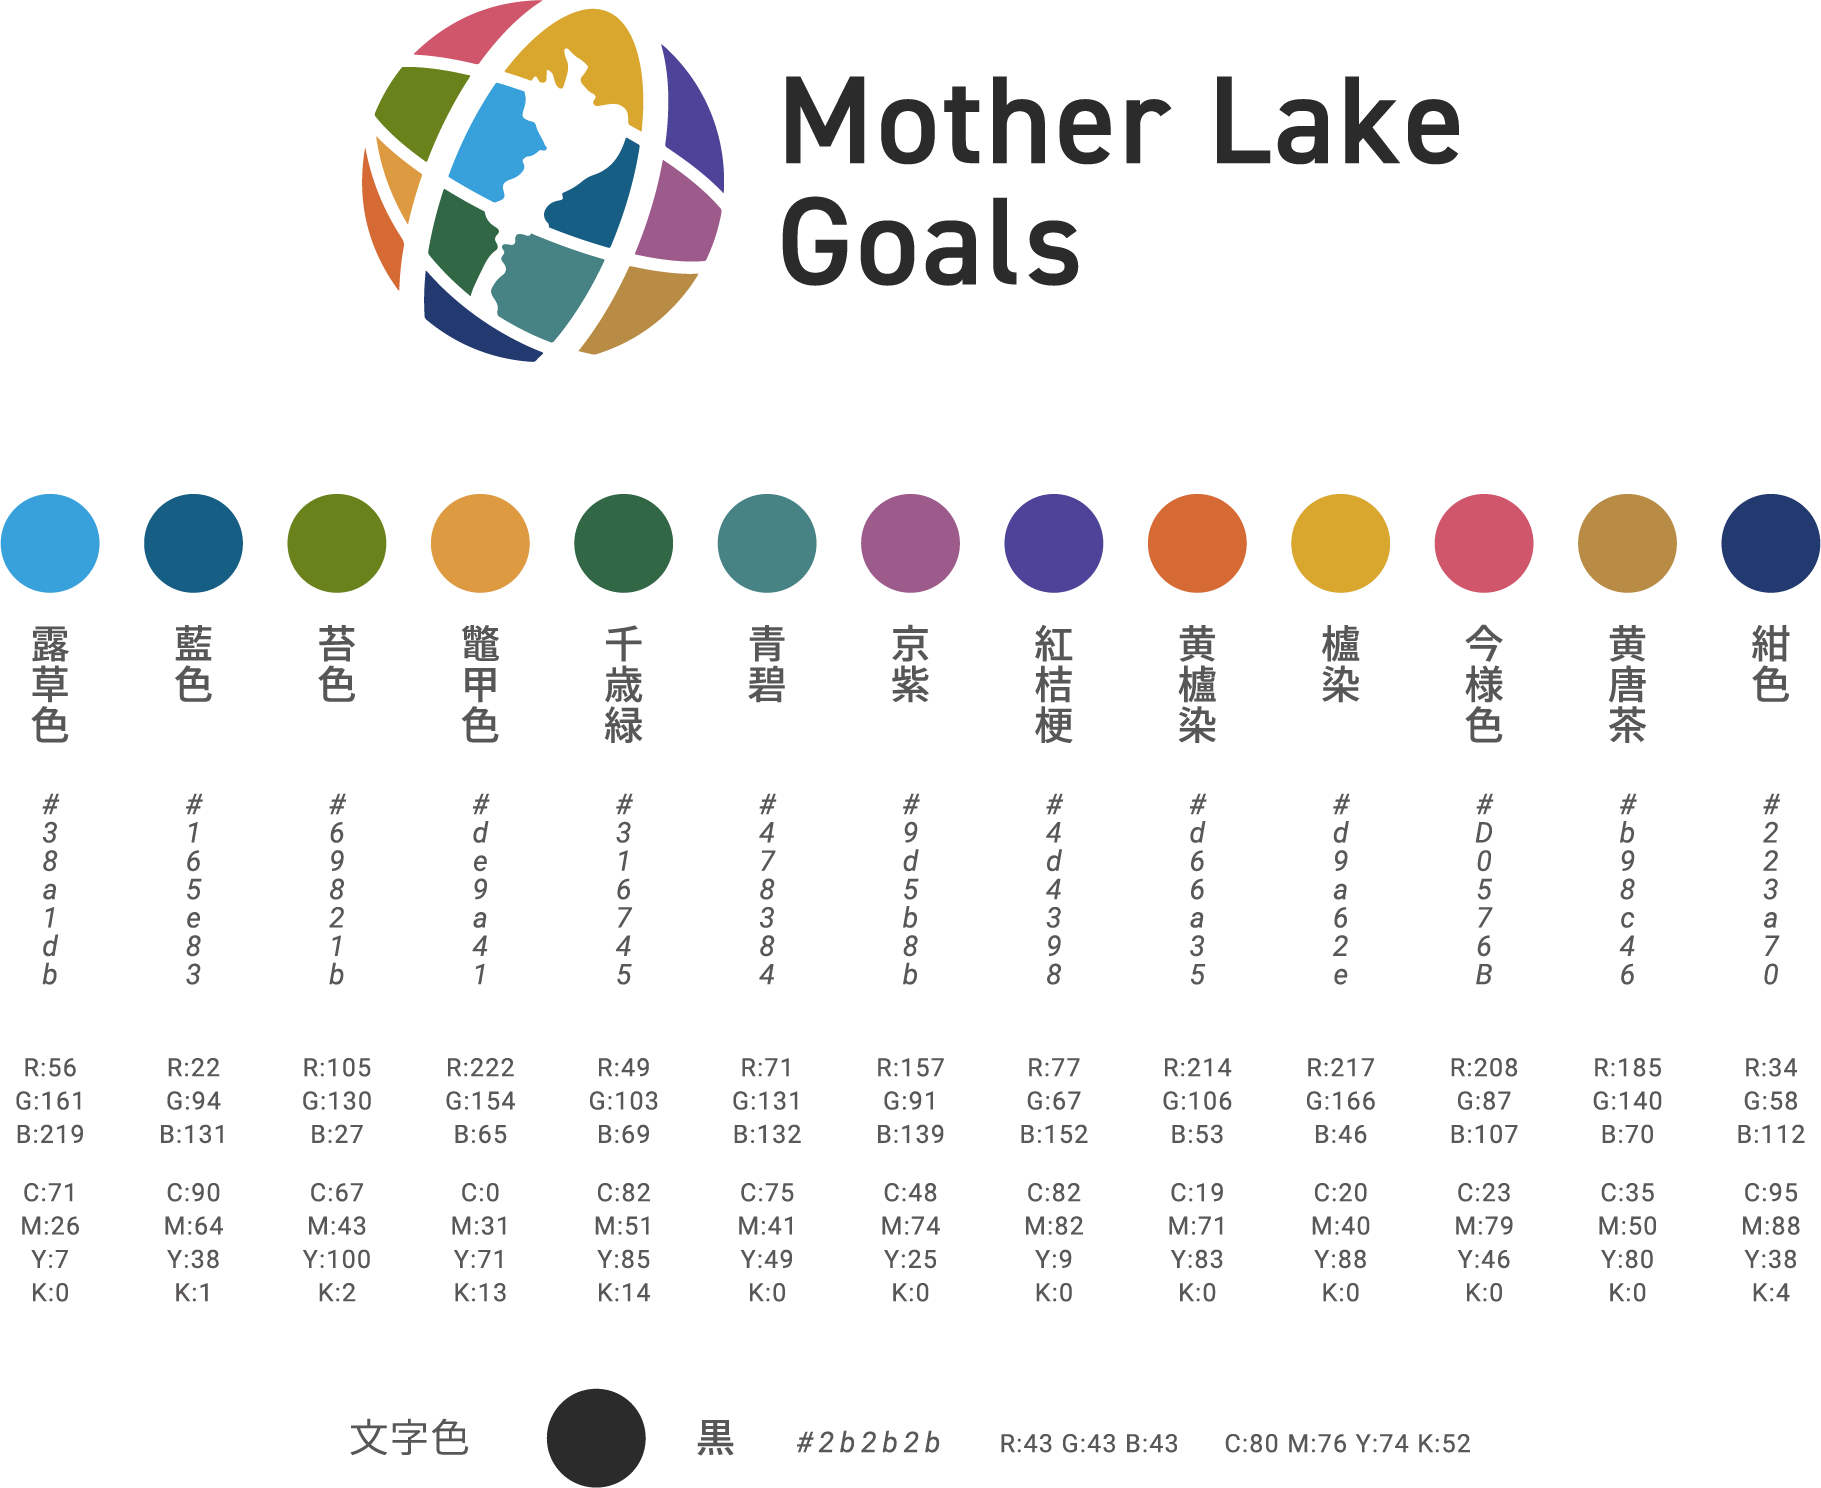 Mother Lake
Goals
露草色
藍色
苔色
鼈甲色
千歳緑
青碧
京紫
紅桔梗
黄櫨染
櫨染
今様色
黄唐茶
紺色
#38a1db
#165e83
#69821b
#de9a41
#316745
#478384
#9d5b8b
#4d4398
#d66a35
#d9a62e
#D0576B
#b98c46
#223a70
R:56 R:22 R:105 R:222 R:49 R:71 R:157 R:77 R:214 R:217 R:208 R:185 R:34
G:161 G:94 G:130 G:154 G:103 G:131 G:91 G:67 G:106 G:166 G:87 G:140 G:58
B:219 B:131 B:27 B:65 B:69 B:132 B:139 B:152 B:53 B:46 B:107 B:70 B:112
C:71 C:90 C:67 C:0 C:82 C:75 C:48 C:82 C:19 C:20 C:23 C:35 C:95
M:26 M:64 M:43 M:31 M:51 M:41 M:74 M:82 M:71 M:40 M:79 M:50 M:88
Y:7 Y:38 Y:100 Y:71 Y:85 Y:49 Y:25 Y:9 Y:83 Y:88 Y:46 Y:80 Y:38
K:0 K:1 K:2 K:13 K:14 K:0 K:0 K:0 K:0 K:0 K:0 K:0 K:4
文字色 黒 #2b2b2b R:43 G:43 B:43 C:80 M:76 Y:74 K:52